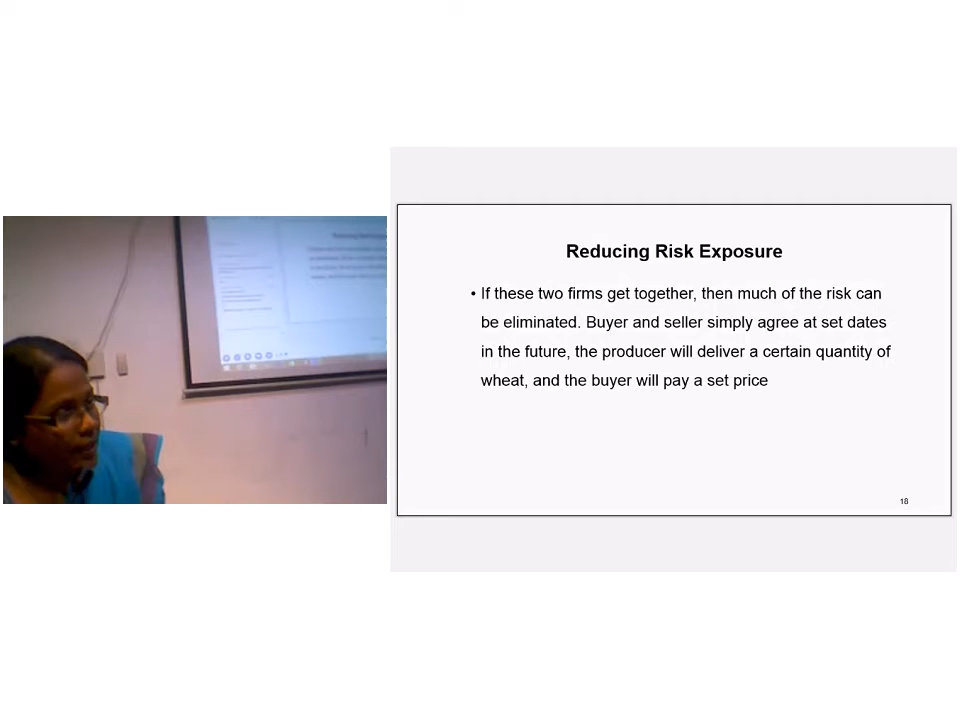 Reducing Risk Exposure
• If these two firms get together, then much of the risk can
be eliminated. Buyer and seller simply agree at set dates
in the future, the producer will deliver a certain quantity of
wheat, and the buyer will pay a set price
18